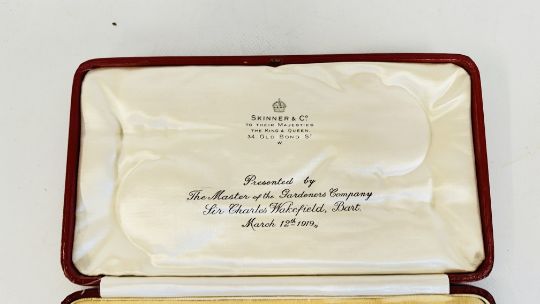 SKINNER & Cº
TO THEIR MAJESTIES
THE KING & QUEEN.
34 OLD BOND ST
W
Presented by
The Master of the Gardeners Company
Sir Charles Wakefield, Bart.
March 12th 1919.